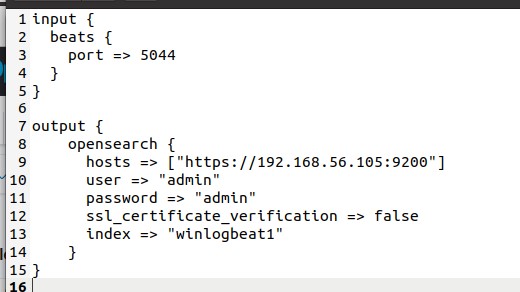 1 input {
2   beats {
3     port => 5044
4   }
5 }
6
7 output {
8     opensearch {
9       hosts => ["https://192.168.56.105:9200"]
10       user => "admin"
11       password => "admin"
12       ssl_certificate_verification => false
13       index => "winlogbeat1"
14     }
15 }
16